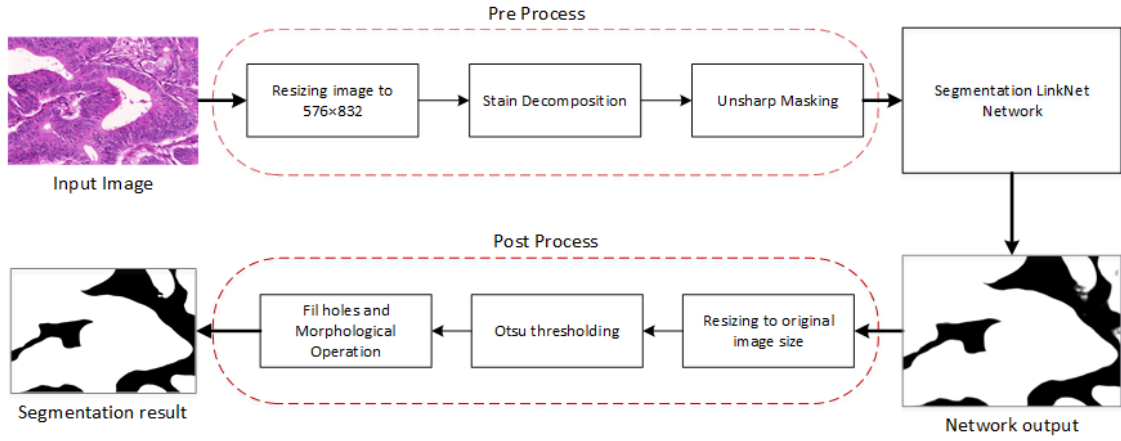 Pre Process
Resizing image to
576×832
Stain Decomposition
Unsharp Masking
Segmentation LinkNet
Network
Input Image
Post Process
Fil holes and
Morphological
Operation
Otsu thresholding
Resizing to original
image size
Segmentation result
Network output